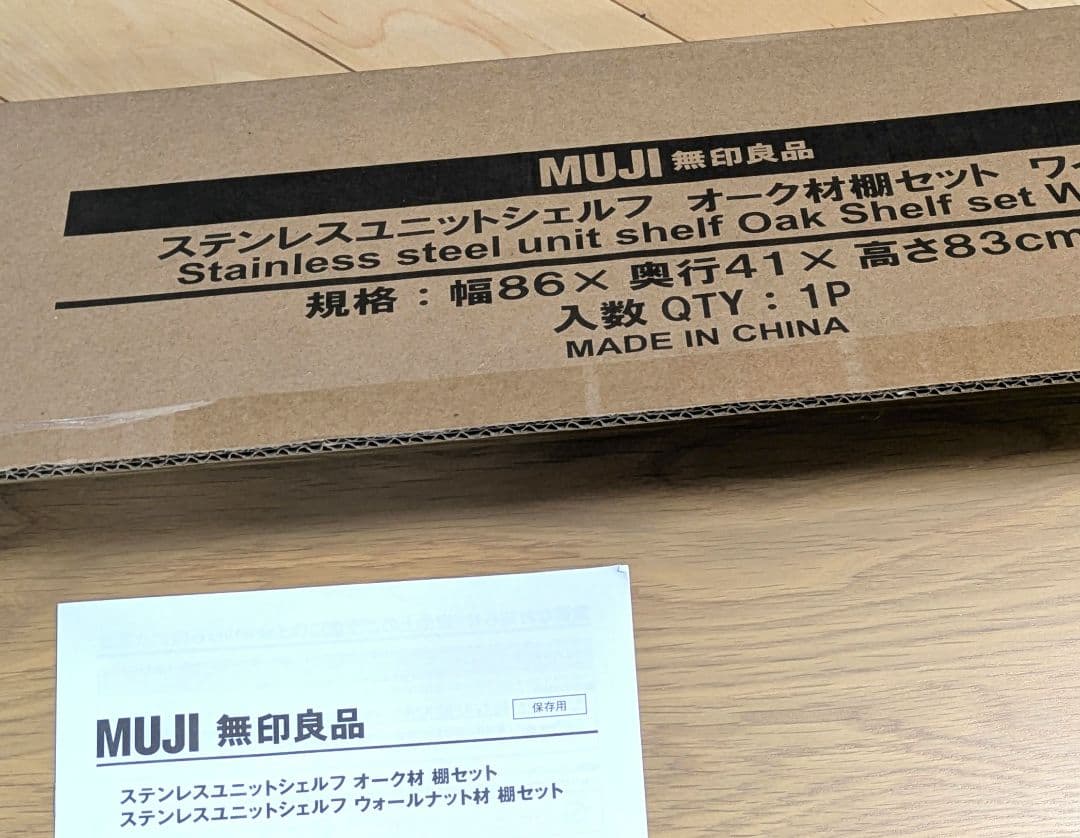 MUJI 無印良品
ステンレスユニットシェルフ オーク材棚セット
Stainless steel unit shelf Oak Shelf set
規格：幅86× 奥行41× 高さ83cm
入数 QTY：1P
MADE IN CHINA
保存用
MUJI 無印良品
ステンレスユニットシェルフ オーク材 棚セット
ステンレスユニットシェルフ ウォールナット材 棚セット